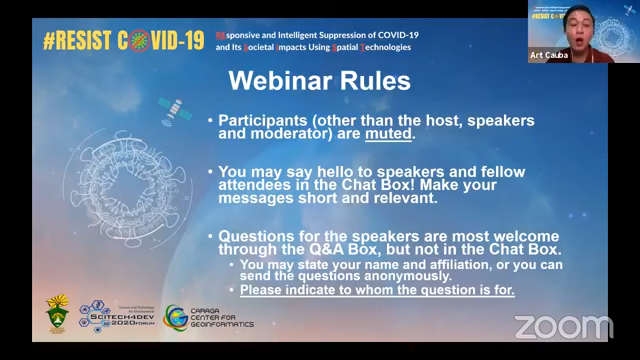 #RESIST COVID-19
REsponsive and Intelligent Suppression of COVID-19
and Its Societal Impacts Using Spatial Technologies
Art Cauba
Webinar Rules
• Participants (other than the host, speakers
and moderator) are muted.
• You may say hello to speakers and fellow
attendees in the Chat Box! Make your
messages short and relevant.
• Questions for the speakers are most welcome
through the Q&A Box, but not in the Chat Box.
• You may state your name and affiliation, or you can
send the questions anonymously.
• Please indicate to whom the question is for.
SCITECH4DEV
2020 FORUM
CARAGA
CENTER FOR
GEOINFORMATICS
zoom